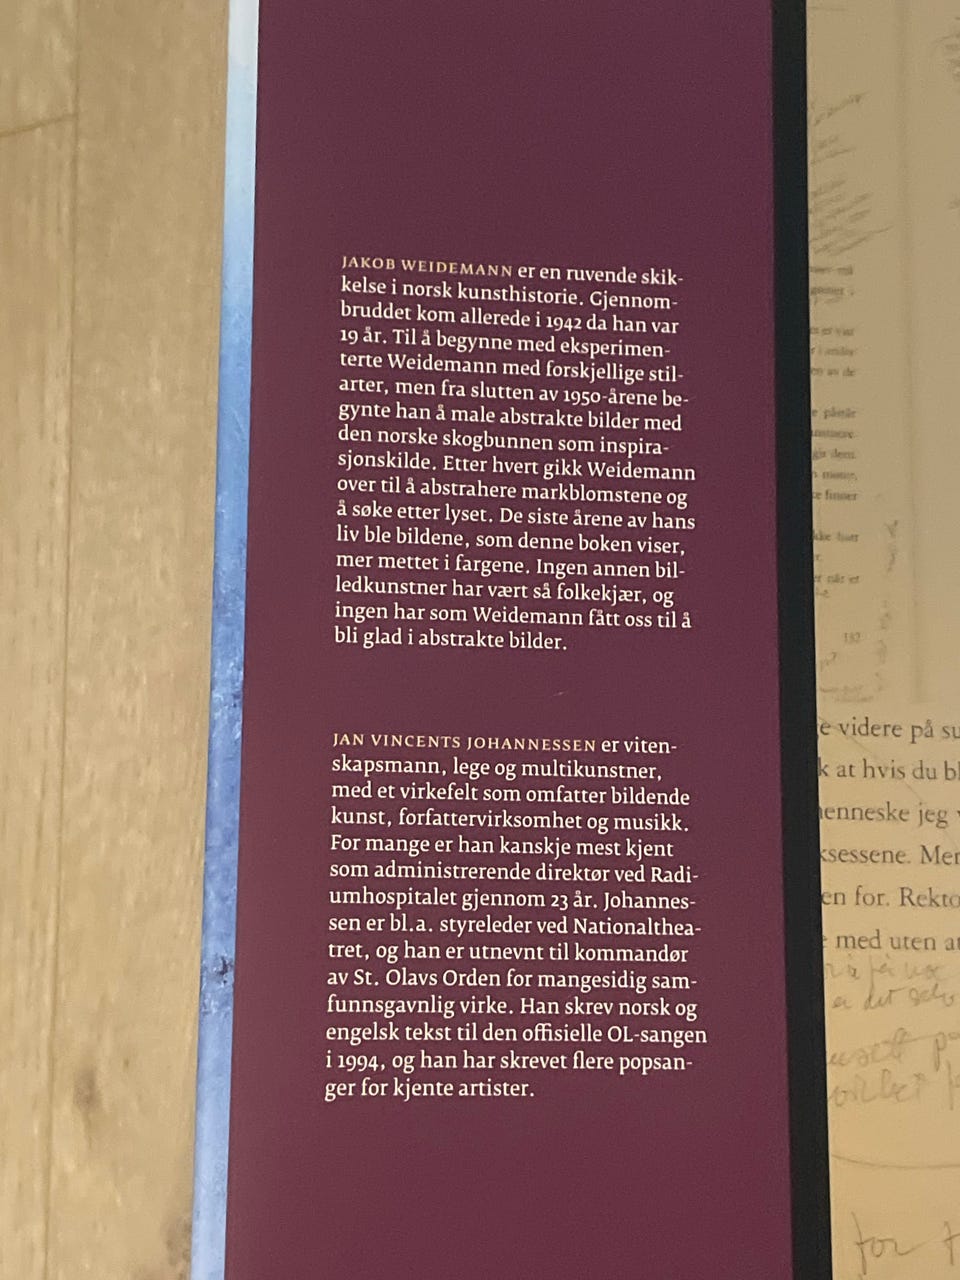 JAKOB WEIDEMANN er en ruvende skik-
kelse i norsk kunsthistorie. Gjennom-
bruddet kom allerede i 1942 da han var
19 år. Til å begynne med eksperimen-
terte Weidemann med forskjellige stil-
arter, men fra slutten av 1950-årene be-
gynte han å male abstrakte bilder med
den norske skogbunnen som inspira-
sjonskilde. Etter hvert gikk Weidemann
over til å abstrahere markblomstene og
å søke etter lyset. De siste årene av hans
liv ble bildene, som denne boken viser,
mer mettet i fargene. Ingen annen bil-
ledkunstner har vært så folkekjær, og
ingen har som Weidemann fått oss til å
bli glad i abstrakte bilder.
JAN VINCENTS JOHANNESSEN er viten-
skapsmann, lege og multikunstner,
med et virkefelt som omfatter bildende
kunst, forfattervirksomhet og musikk.
For mange er han kanskje mest kjent
som administrerende direktør ved Radi-
umhospitalet gjennom 23 år. Johannes-
sen er bl.a. styreleder ved Nationalthea-
tret, og han er utnevnt til kommandør
av St. Olavs Orden for mangesidig sam-
funnsgavnlig virke. Han skrev norsk og
engelsk tekst til den offisielle OL-sangen
i 1994, og han har skrevet flere popsan-
ger for kjente artister.
182
videre på
at hvis du
jeg
en for. Rekto
med uten
for